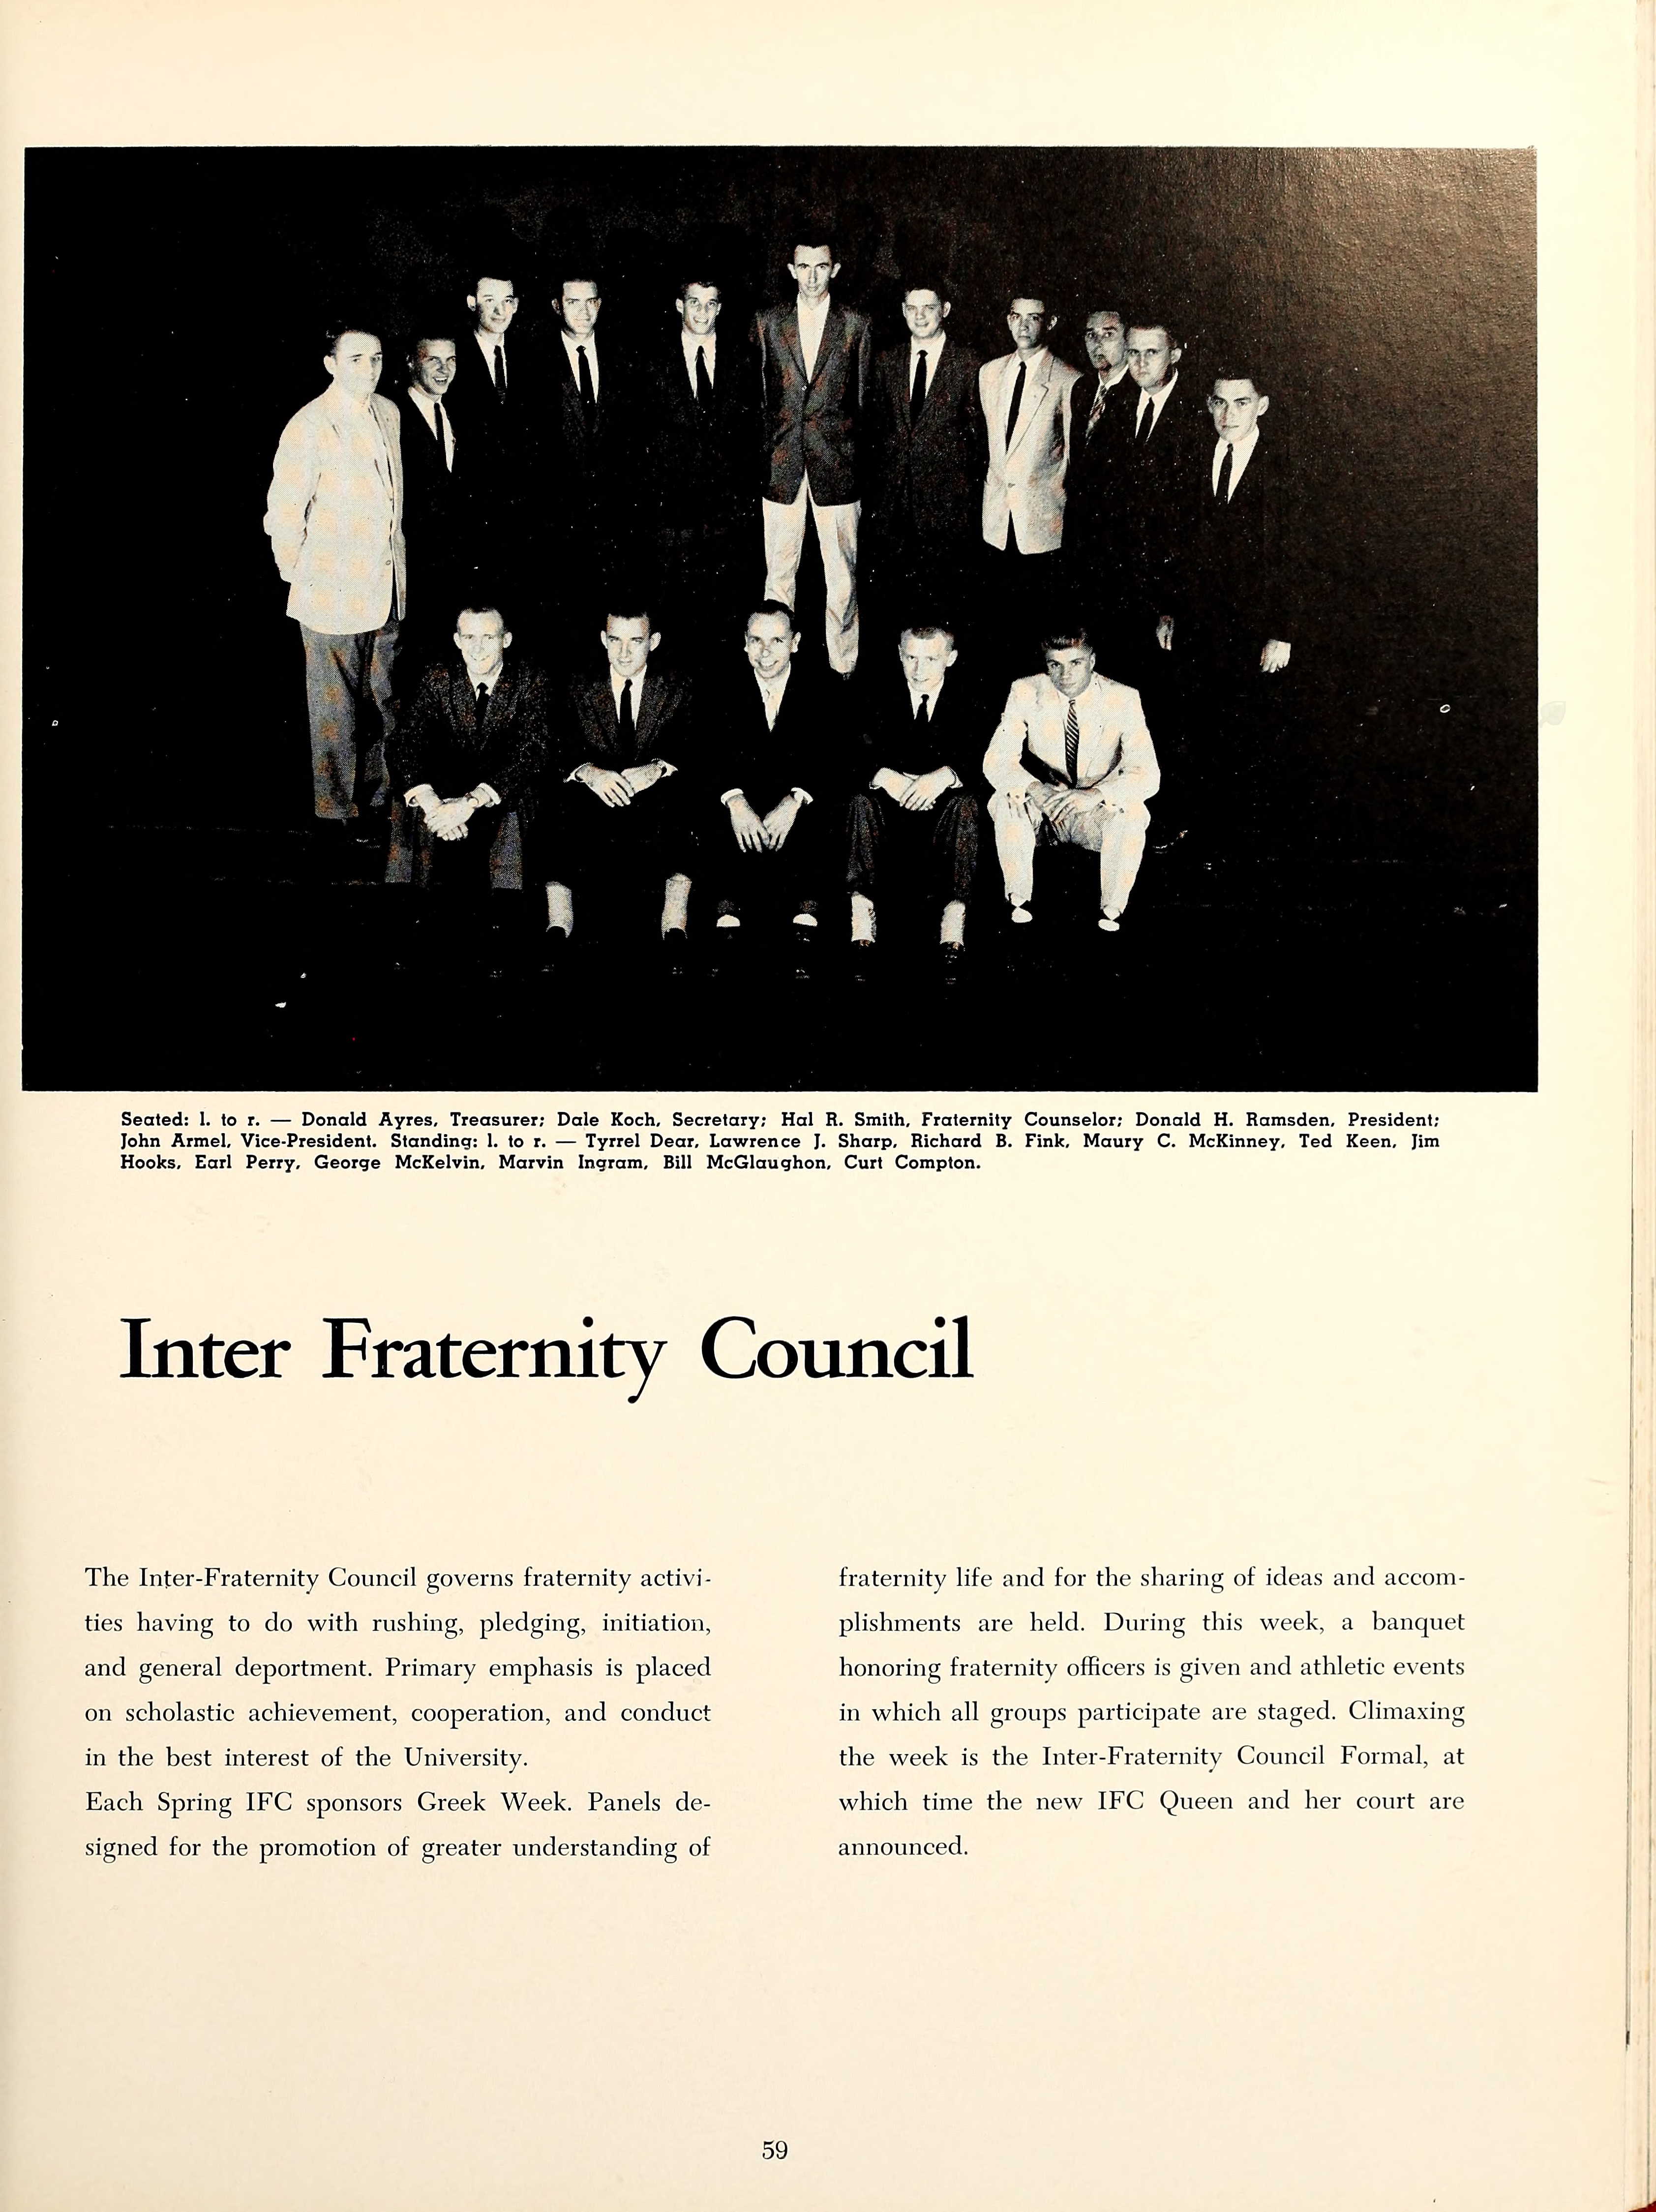 Seated: l. to r. — Donald Ayres, Treasurer; Dale Koch, Secretary; Hal R. Smith, Fraternity Counselor; Donald H. Ramsden, President;
John Armel, Vice-President. Standing: l. to r. — Tyrrel Dear, Lawrence J. Sharp, Richard B. Fink, Maury C. McKinney, Ted Keen, Jim
Hooks, Earl Perry, George McKelvin, Marvin Ingram, Bill McGlaughon, Curt Compton.
Inter Fraternity Council
The Inter-Fraternity Council governs fraternity activi-
ties having to do with rushing, pledging, initiation,
and general deportment. Primary emphasis is placed
on scholastic achievement, cooperation, and conduct
in the best interest of the University.
Each Spring IFC sponsors Greek Week. Panels de-
signed for the promotion of greater understanding of
fraternity life and for the sharing of ideas and accom-
plishments are held. During this week, a banquet
honoring fraternity officers is given and athletic events
in which all groups participate are staged. Climaxing
the week is the Inter-Fraternity Council Formal, at
which time the new IFC Queen and her court are
announced.
59